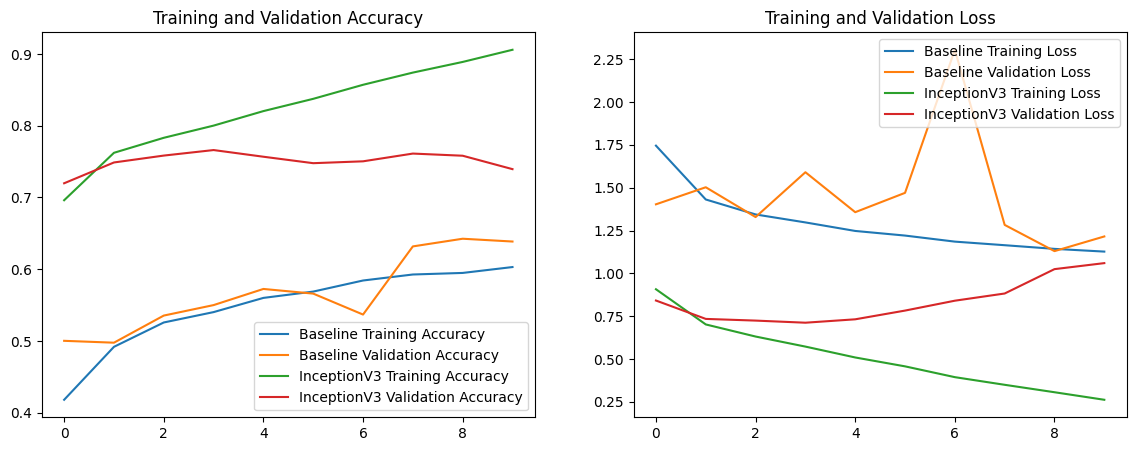 Training and Validation Accuracy
0.9
0.8
0.7
0.6
0.5
0.4
0
2
4
6
8
Baseline Training Accuracy
Baseline Validation Accuracy
InceptionV3 Training Accuracy
InceptionV3 Validation Accuracy
Training and Validation Loss
2.25
2.00
1.75
1.50
1.25
1.00
0.75
0.50
0.25
0
2
4
6
8
Baseline Training Loss
Baseline Validation Loss
InceptionV3 Training Loss
InceptionV3 Validation Loss